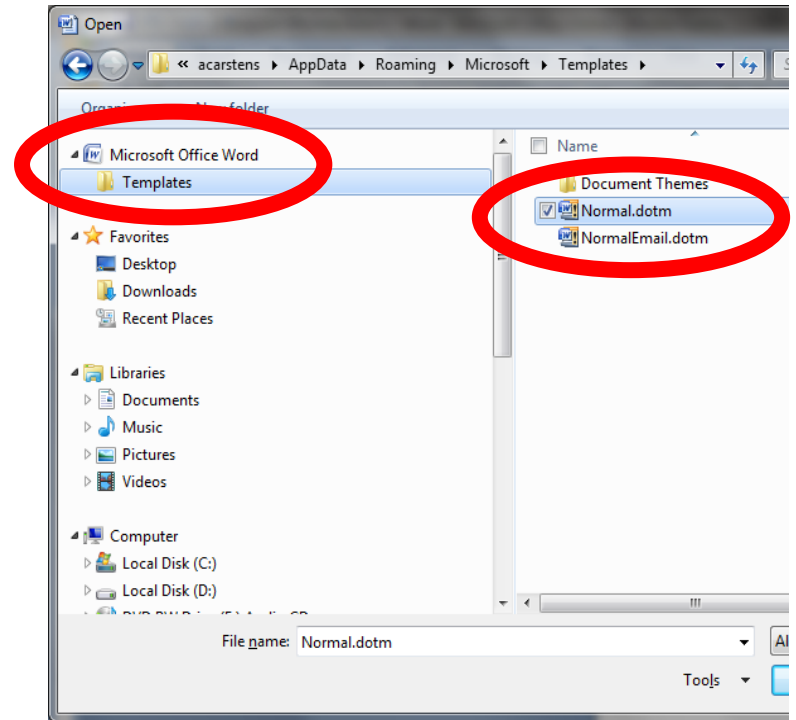 Open
« acarstens ▸ AppData ▸ Roaming ▸ Microsoft ▸ Templates ▸
folder
Microsoft Office Word
Templates
Favorites
Desktop
Downloads
Recent Places
Libraries
Documents
Music
Pictures
Videos
Computer
Local Disk (C:)
Local Disk (D:)
Name
Document Themes
Normal.dotm
NormalEmail.dotm
File name: Normal.dotm
Tools